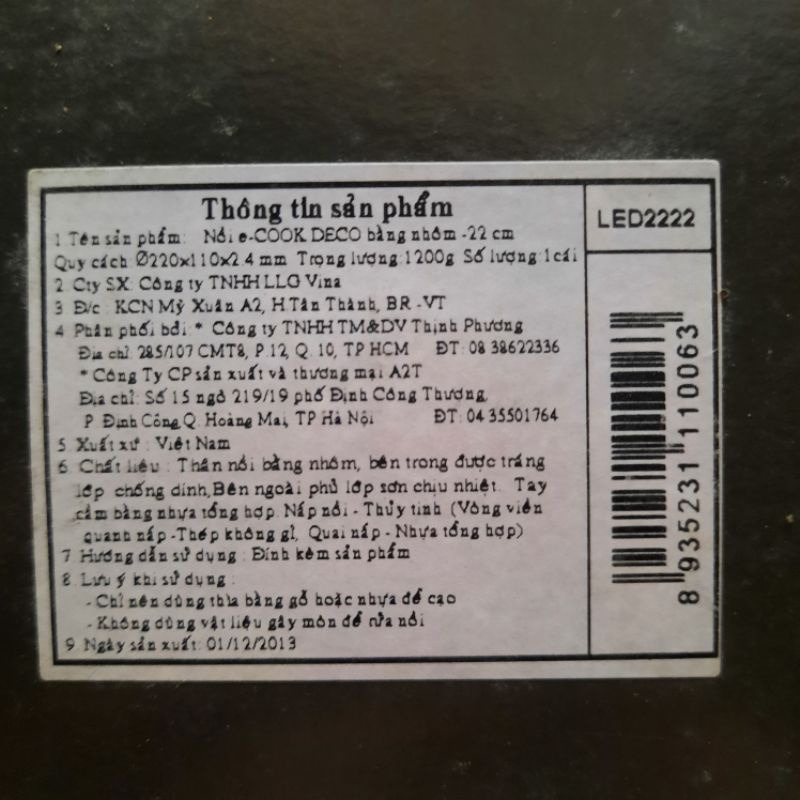 Thông tin sản phẩm
1 Tên sản phẩm: Nồi e-COOK DECO bằng nhôm -22 cm
Quy cách Ø220x110x2.4 mm Trọng lượng:1200g Số lượng:1cái
2 Cty SX: Công ty TNHH LLG Vina
3 Đ/c : KCN Mỹ Xuân A2, H.Tân Thành, BR -VT
4 Phân phối bởi: * Công ty TNHH TM&DV Thịnh Phương
Địa chỉ: 285/107 CMT8, P.12, Q. 10, TP HCM ĐT: 08 38622336
* Công Ty CP sản xuất và thương mại A2T
Địa chỉ: Số 15 ngõ 219/19 phố Định Công Thượng,
P. Định Công,Q. Hoàng Mai, TP Hà Nội ĐT: 04 35501764
5 Xuất xứ : Việt Nam
6 Chất liệu : Thân nồi bằng nhôm, bên trong được tráng
lớp chống dính,Bên ngoài phủ lớp sơn chịu nhiệt. Tay
cầm bằng nhựa tổng hợp. Nắp nồi - Thủy tinh (Vòng viền
quanh nắp -Thép không gỉ, Quai nắp - Nhựa tổng hợp)
7 Hướng dẫn sử dụng : Đính kèm sản phẩm
8 Lưu ý khi sử dụng :
- Chỉ nên dùng thìa bằng gỗ hoặc nhựa để cạo
- Không dùng vật liệu gây mòn để rửa nồi
9 Ngày sản xuất: 01/12/2013
LED2222
8 935231 110063